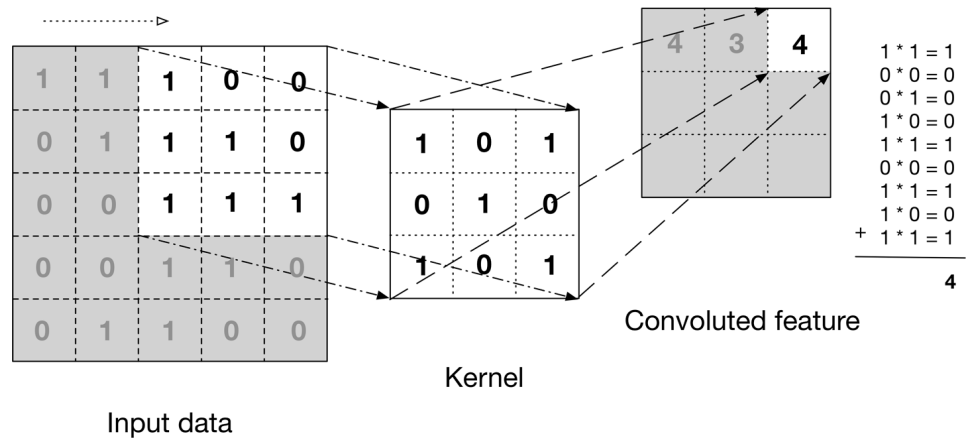 1 1 1 0 0
0 1 1 1 0
0 0 1 1 1
0 0 1 1 0
0 1 1 0 0
Input data
1 0 1
0 1 0
1 0 1
Kernel
4 3 4
Convoluted feature
1 * 1 = 1
0 * 0 = 0
0 * 1 = 0
1 * 0 = 0
1 * 1 = 1
0 * 0 = 0
1 * 1 = 1
1 * 0 = 0
+ 1 * 1 = 1
4